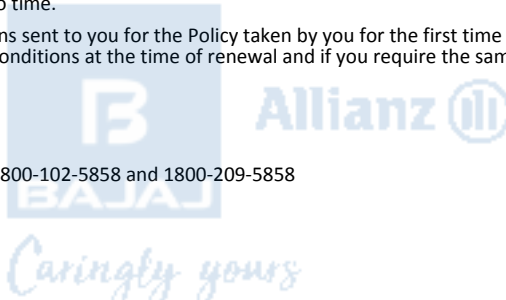 o time.
ns sent to you for the Policy taken by you for the first time
onditions at the time of renewal and if you require the sam
B Allianz
800-102-5858 and 1800-209-5858
BAJAJ
Caringly yours